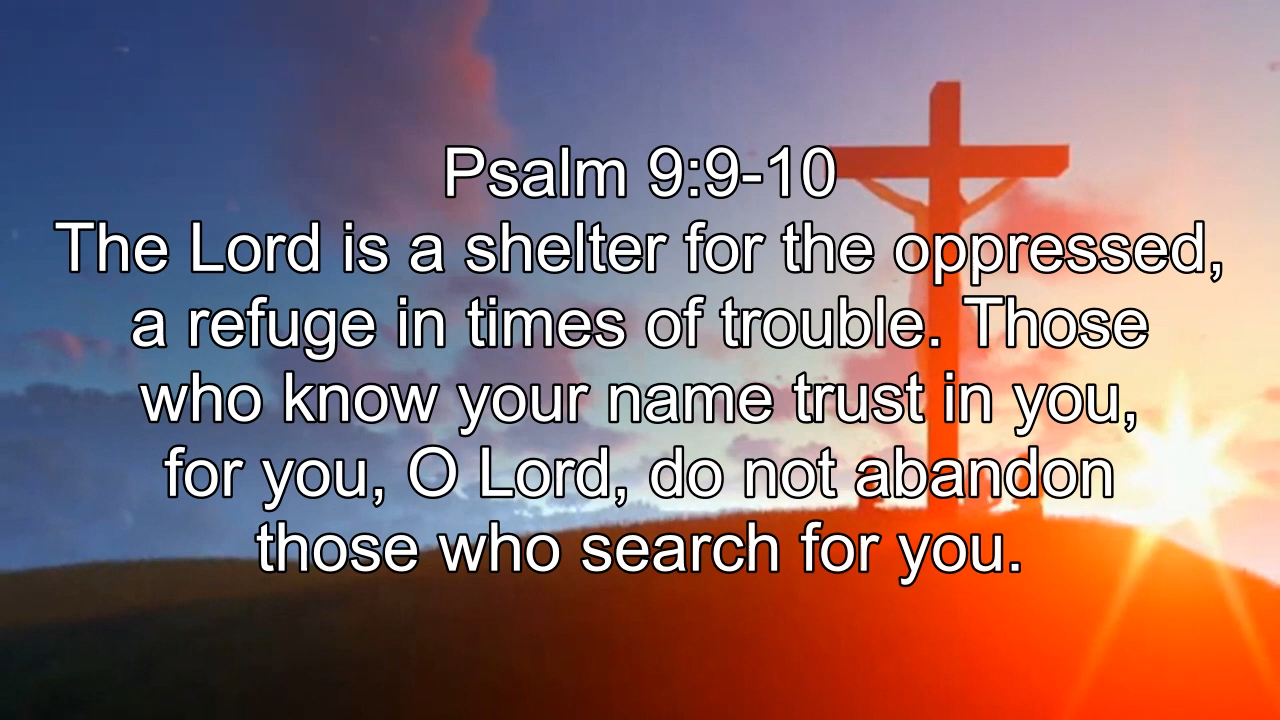 Psalm 9:9-10
The Lord is a shelter for the oppressed,
a refuge in times of trouble. Those
who know your name trust in you,
for you, O Lord, do not abandon
those who search for you.